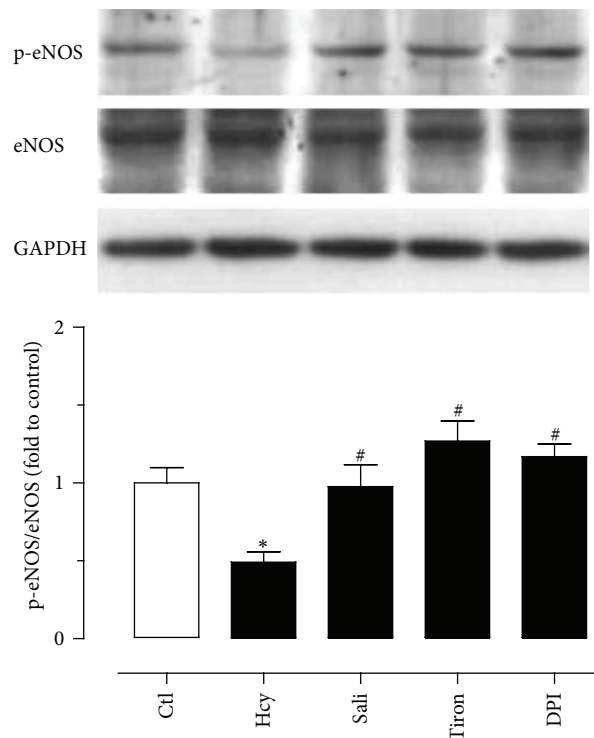 p-eNOS
eNOS
GAPDH
p-eNOS/eNOS (fold to control)
2
1
0
*
#
#
#
Ctl
Hcy
Sali
Tiron
DPI